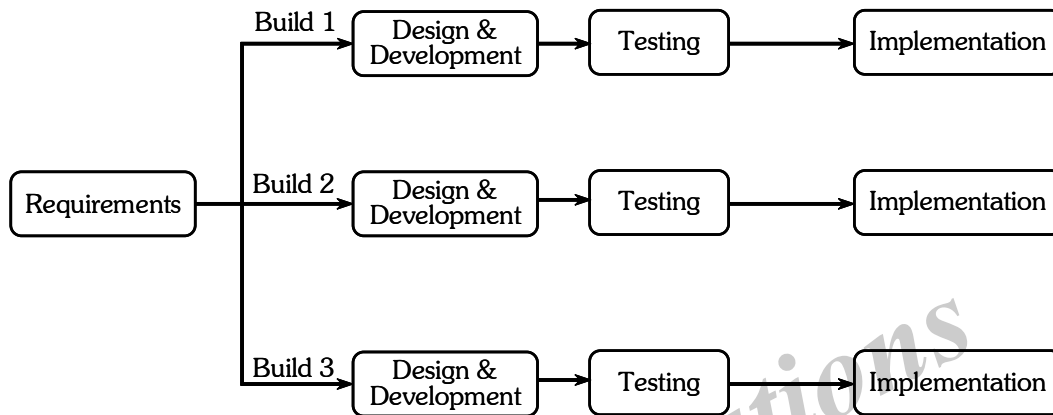 Build 1
Design &
Development
Testing
Implementation
Requirements
Build 2
Design &
Development
Testing
Implementation
Build 3
Design &
Development
Testing
Implementation